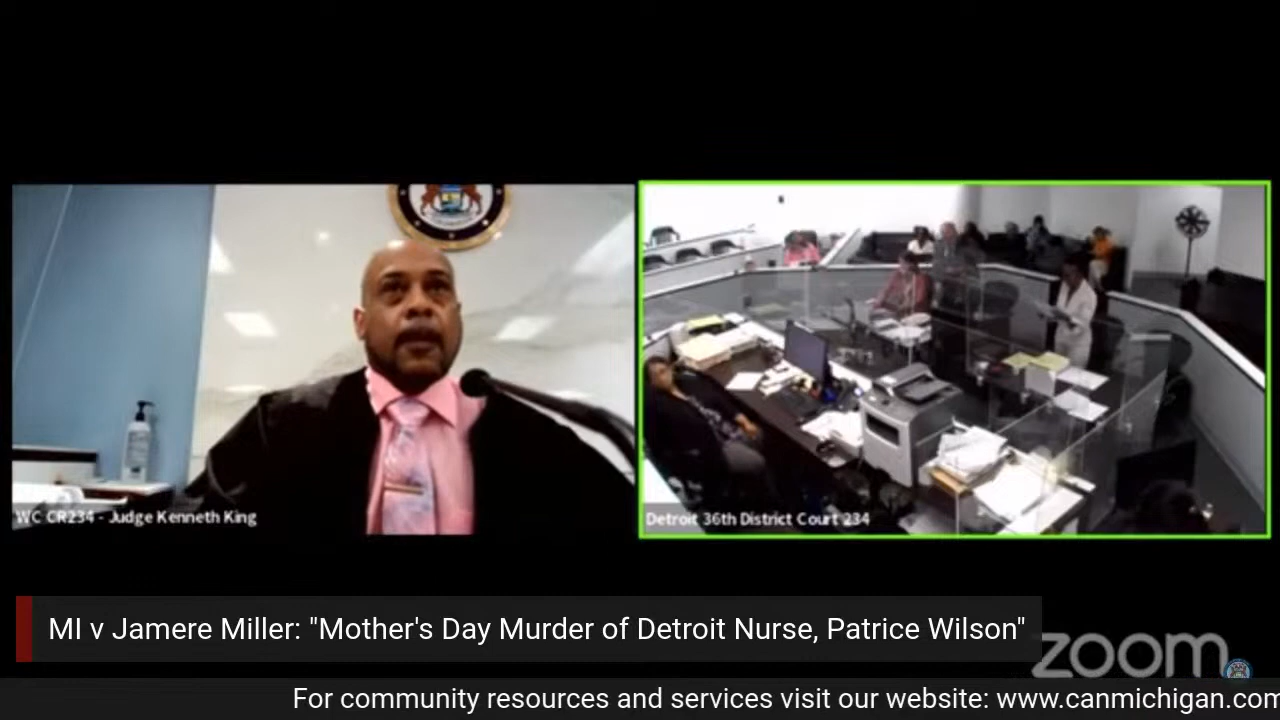 WC CR234 - Judge Kenneth King
Detroit 36th District Court 234
MI v Jamere Miller: "Mother's Day Murder of Detroit Nurse, Patrice Wilson"
zoom
For community resources and services visit our website: www.canmichigan.com